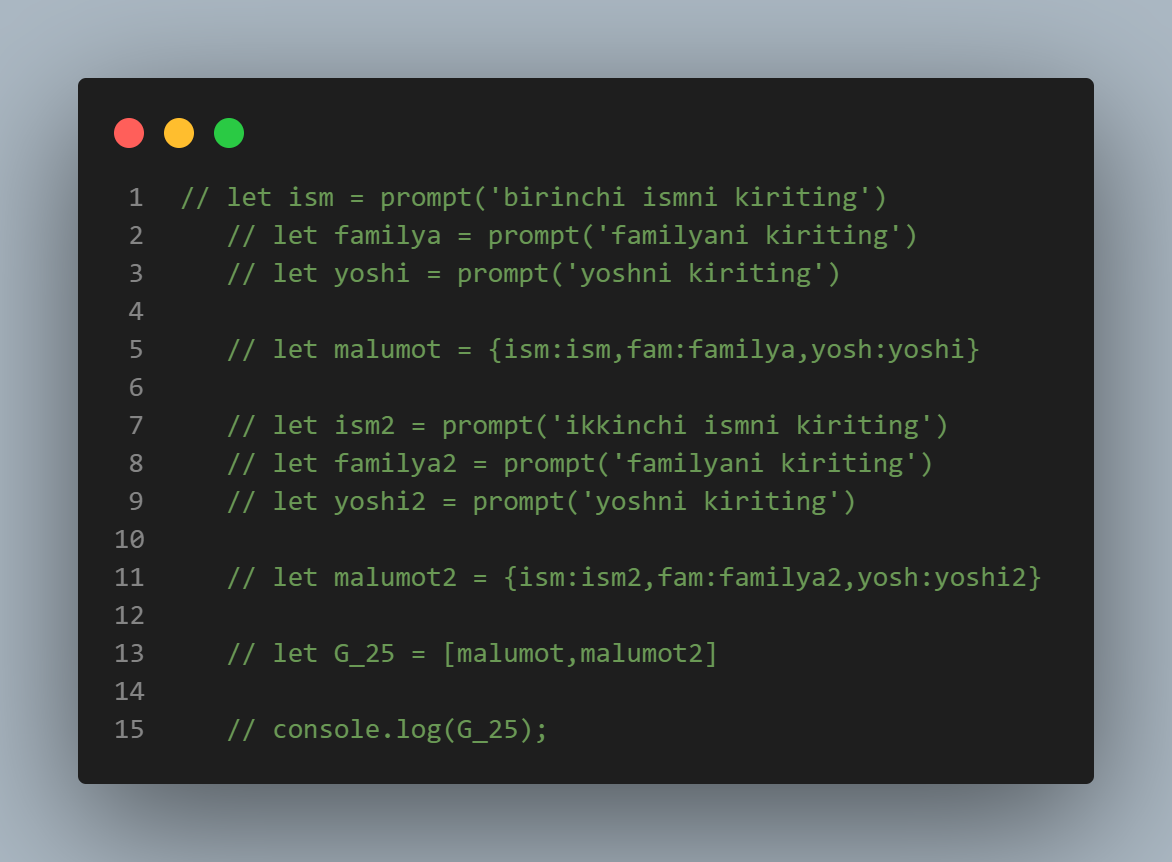 1 // let ism = prompt('birinchi ismni kiriting')
2 // let familya = prompt('familyani kiriting')
3 // let yoshi = prompt('yoshni kiriting')
4
5 // let malumot = {ism:ism,fam:familya,yosh:yoshi}
6
7 // let ism2 = prompt('ikkinchi ismni kiriting')
8 // let familya2 = prompt('familyani kiriting')
9 // let yoshi2 = prompt('yoshni kiriting')
10
11 // let malumot2 = {ism:ism2,fam:familya2,yosh:yoshi2}
12
13 // let G_25 = [malumot,malumot2]
14
15 // console.log(G_25);